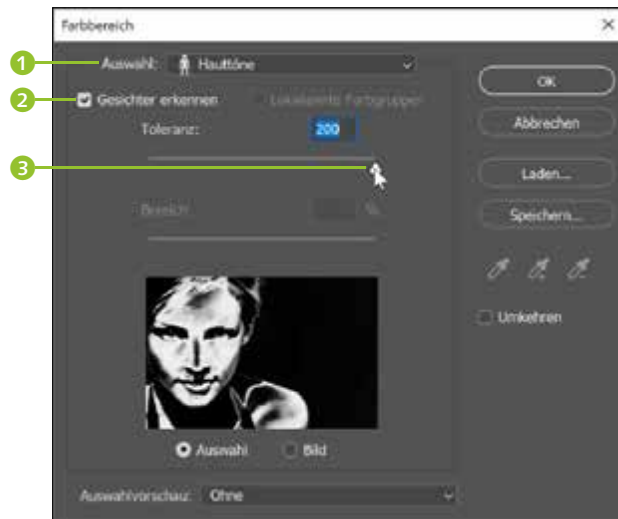 Farbbereich
1
Auswahl: Hauttöne
OK
2
Gesichter erkennen
Lokalisierte Farbgruppen
Abbrechen
Toleranz: 200
3
Laden...
Bereich: %
Speichern...
Umkehren
Auswahl Bild
Auswahlvorschau: Ohne